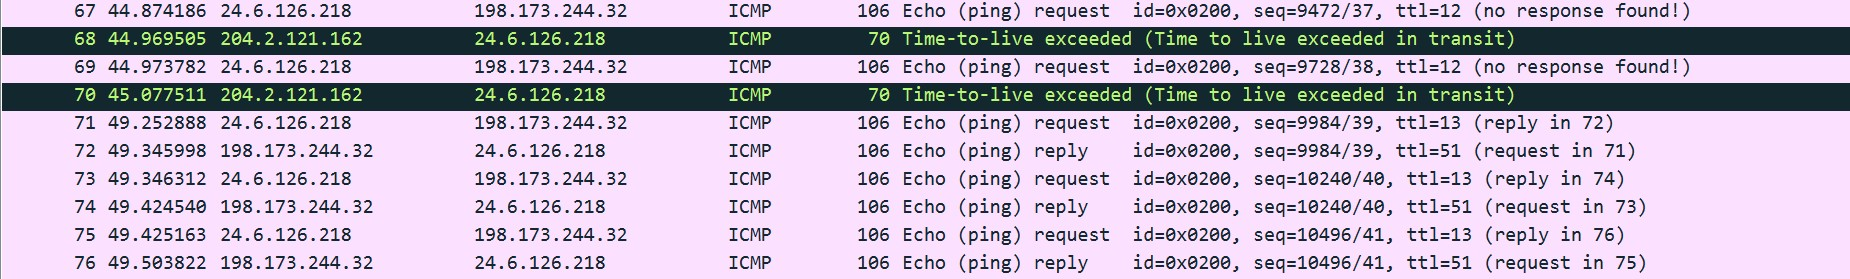 67 44.874186 24.6.126.218 198.173.244.32 ICMP 106 Echo (ping) request id=0x0200, seq=9472/37, ttl=12 (no response found!)
68 44.969505 204.2.121.162 24.6.126.218 ICMP 70 Time-to-live exceeded (Time to live exceeded in transit)
69 44.973782 24.6.126.218 198.173.244.32 ICMP 106 Echo (ping) request id=0x0200, seq=9728/38, ttl=12 (no response found!)
70 45.077511 204.2.121.162 24.6.126.218 ICMP 70 Time-to-live exceeded (Time to live exceeded in transit)
71 49.252888 24.6.126.218 198.173.244.32 ICMP 106 Echo (ping) request id=0x0200, seq=9984/39, ttl=13 (reply in 72)
72 49.345998 198.173.244.32 24.6.126.218 ICMP 106 Echo (ping) reply id=0x0200, seq=9984/39, ttl=51 (request in 71)
73 49.346312 24.6.126.218 198.173.244.32 ICMP 106 Echo (ping) request id=0x0200, seq=10240/40, ttl=13 (reply in 74)
74 49.424540 198.173.244.32 24.6.126.218 ICMP 106 Echo (ping) reply id=0x0200, seq=10240/40, ttl=51 (request in 73)
75 49.425163 24.6.126.218 198.173.244.32 ICMP 106 Echo (ping) request id=0x0200, seq=10496/41, ttl=13 (reply in 76)
76 49.503822 198.173.244.32 24.6.126.218 ICMP 106 Echo (ping) reply id=0x0200, seq=10496/41, ttl=51 (request in 75)